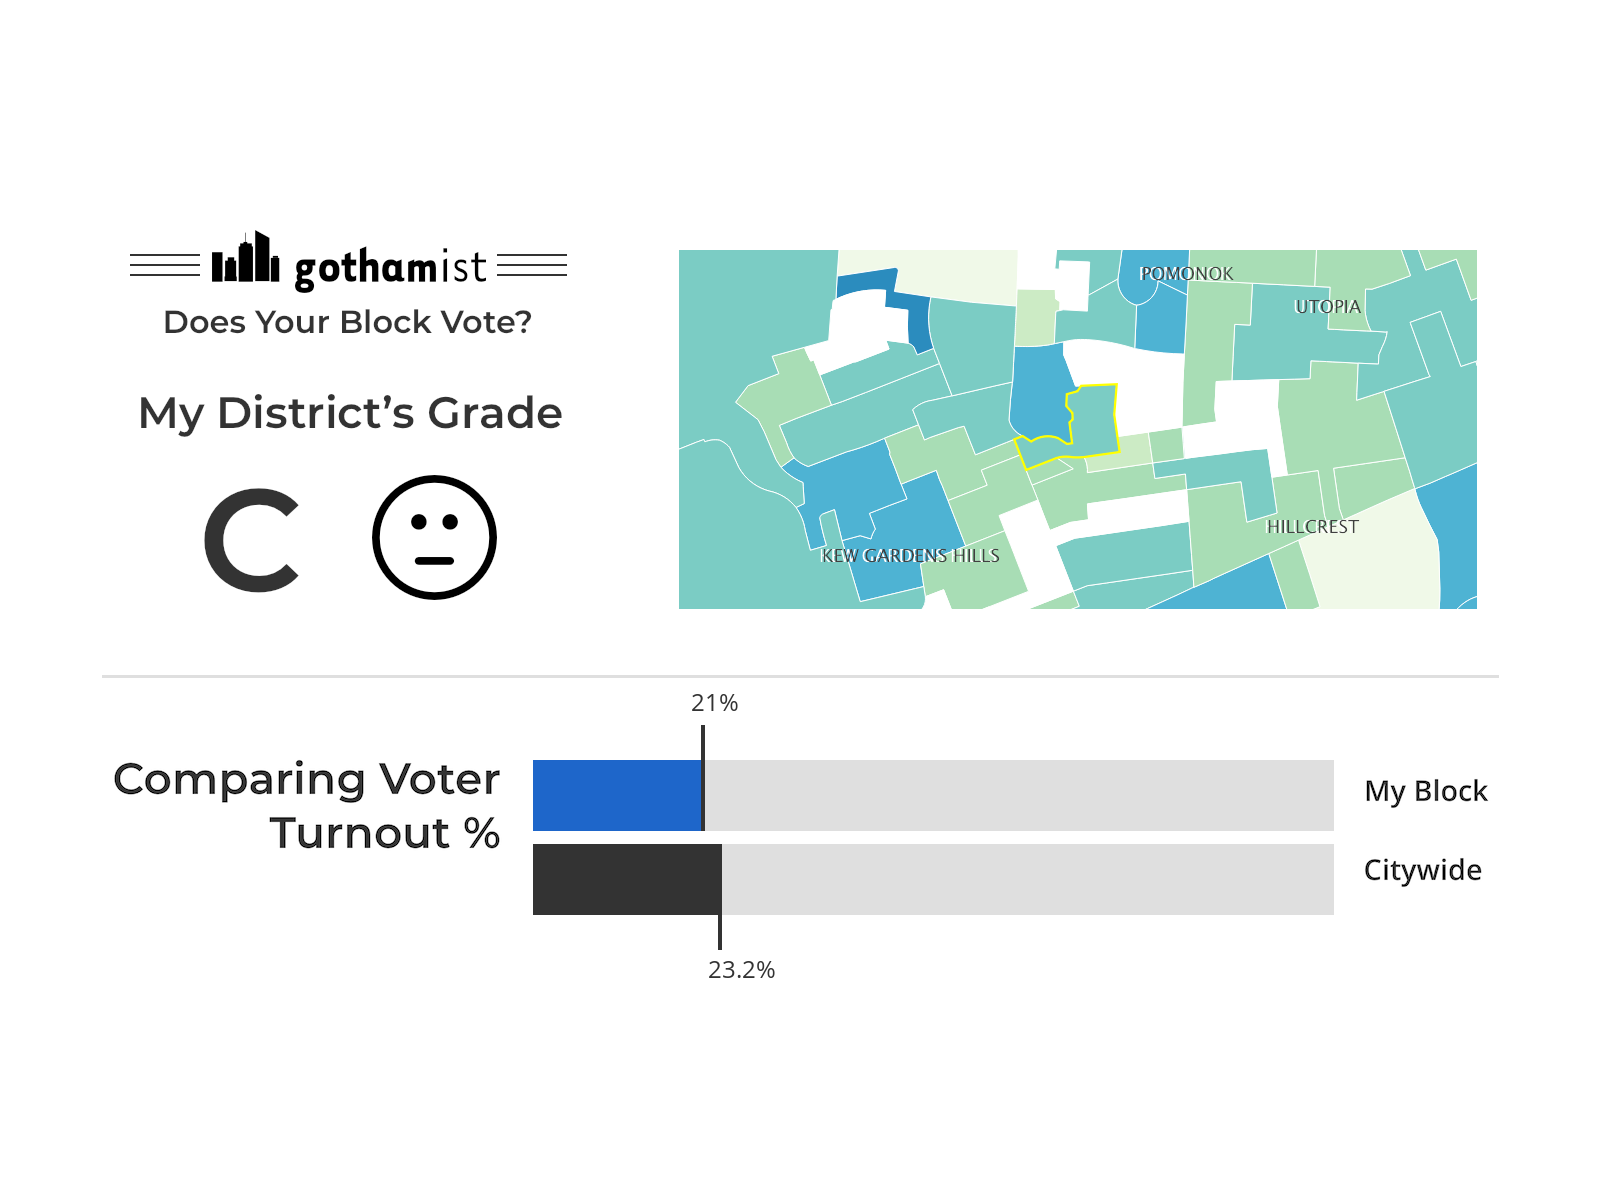 gothamist
Does Your Block Vote?
My District's Grade
C
POMONOK
UTOPIA
HILLCREST
KEW GARDENS HILLS
21%
Comparing Voter
Turnout %
My Block
Citywide
23.2%